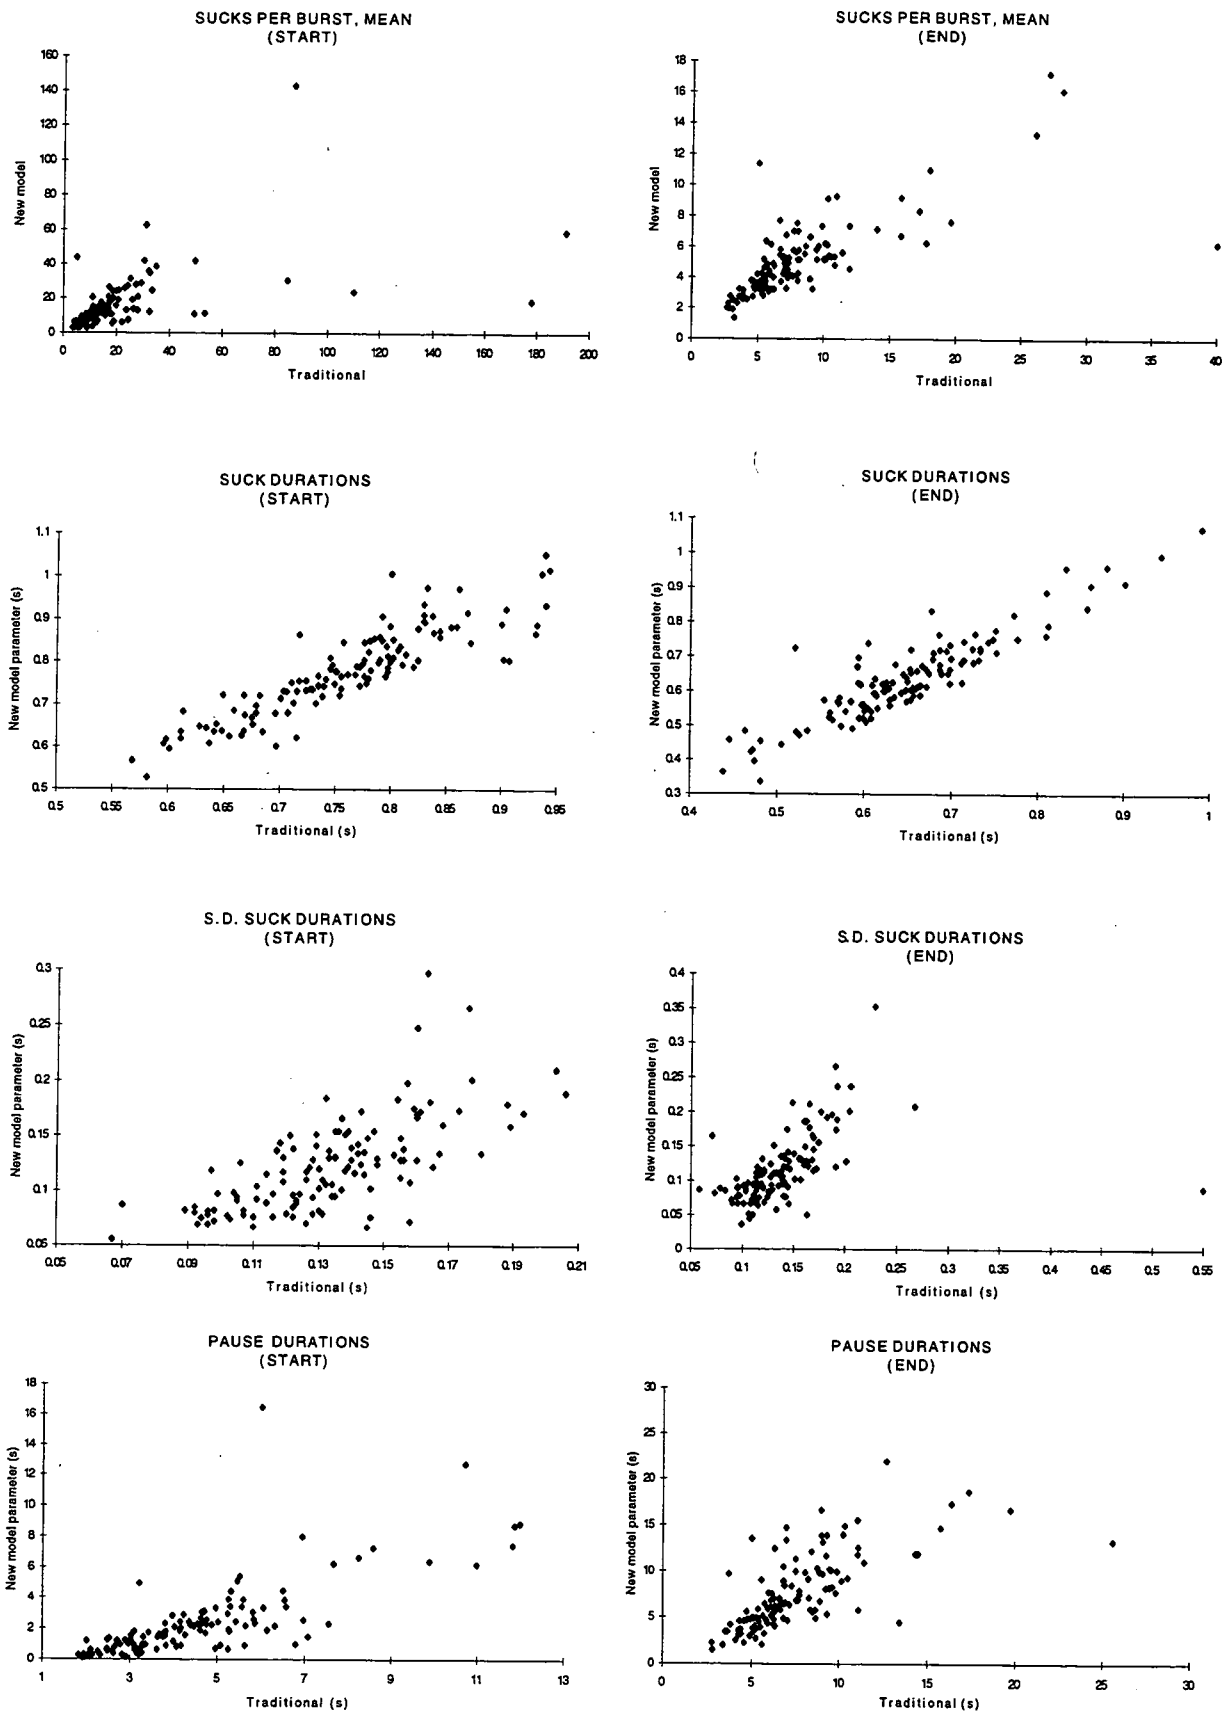 SUCKS PER BURST, MEAN
(START)
160
140
120
100
80
60
40
20
0
New model
0 20 40 60 80 100 120 140 160 180 200
Traditional
SUCKS PER BURST, MEAN
(END)
18
16
14
12
10
8
6
4
2
0
New model
0 5 10 15 20 25 30 35 40
Traditional
SUCK DURATIONS
(START)
1.1
1
0.9
0.8
0.7
0.6
0.5
New model parameter (s)
0.5 0.55 0.6 0.65 0.7 0.75 0.8 0.85 0.9 0.95
Traditional (s)
SUCK DURATIONS
(END)
1.1
1
0.9
0.8
0.7
0.6
0.5
0.4
0.3
New model parameter (s)
0.4 0.5 0.6 0.7 0.8 0.9 1
Traditional (s)
S.D. SUCK DURATIONS
(START)
0.3
0.25
0.2
0.15
0.1
0.05
New model parameter (s)
0.05 0.07 0.09 0.11 0.13 0.15 0.17 0.19 0.21
Traditional (s)
S.D. SUCK DURATIONS
(END)
0.4
0.35
0.3
0.25
0.2
0.15
0.1
0.05
0
New model parameter (s)
0.05 0.1 0.15 0.2 0.25 0.3 0.35 0.4 0.45 0.5 0.55
Traditional (s)
PAUSE DURATIONS
(START)
18
16
14
12
10
8
6
4
2
0
New model parameter (s)
1 3 5 7 9 11 13
Traditional (s)
PAUSE DURATIONS
(END)
30
25
20
15
10
5
0
New model parameter (s)
0 5 10 15 20 25 30
Traditional (s)